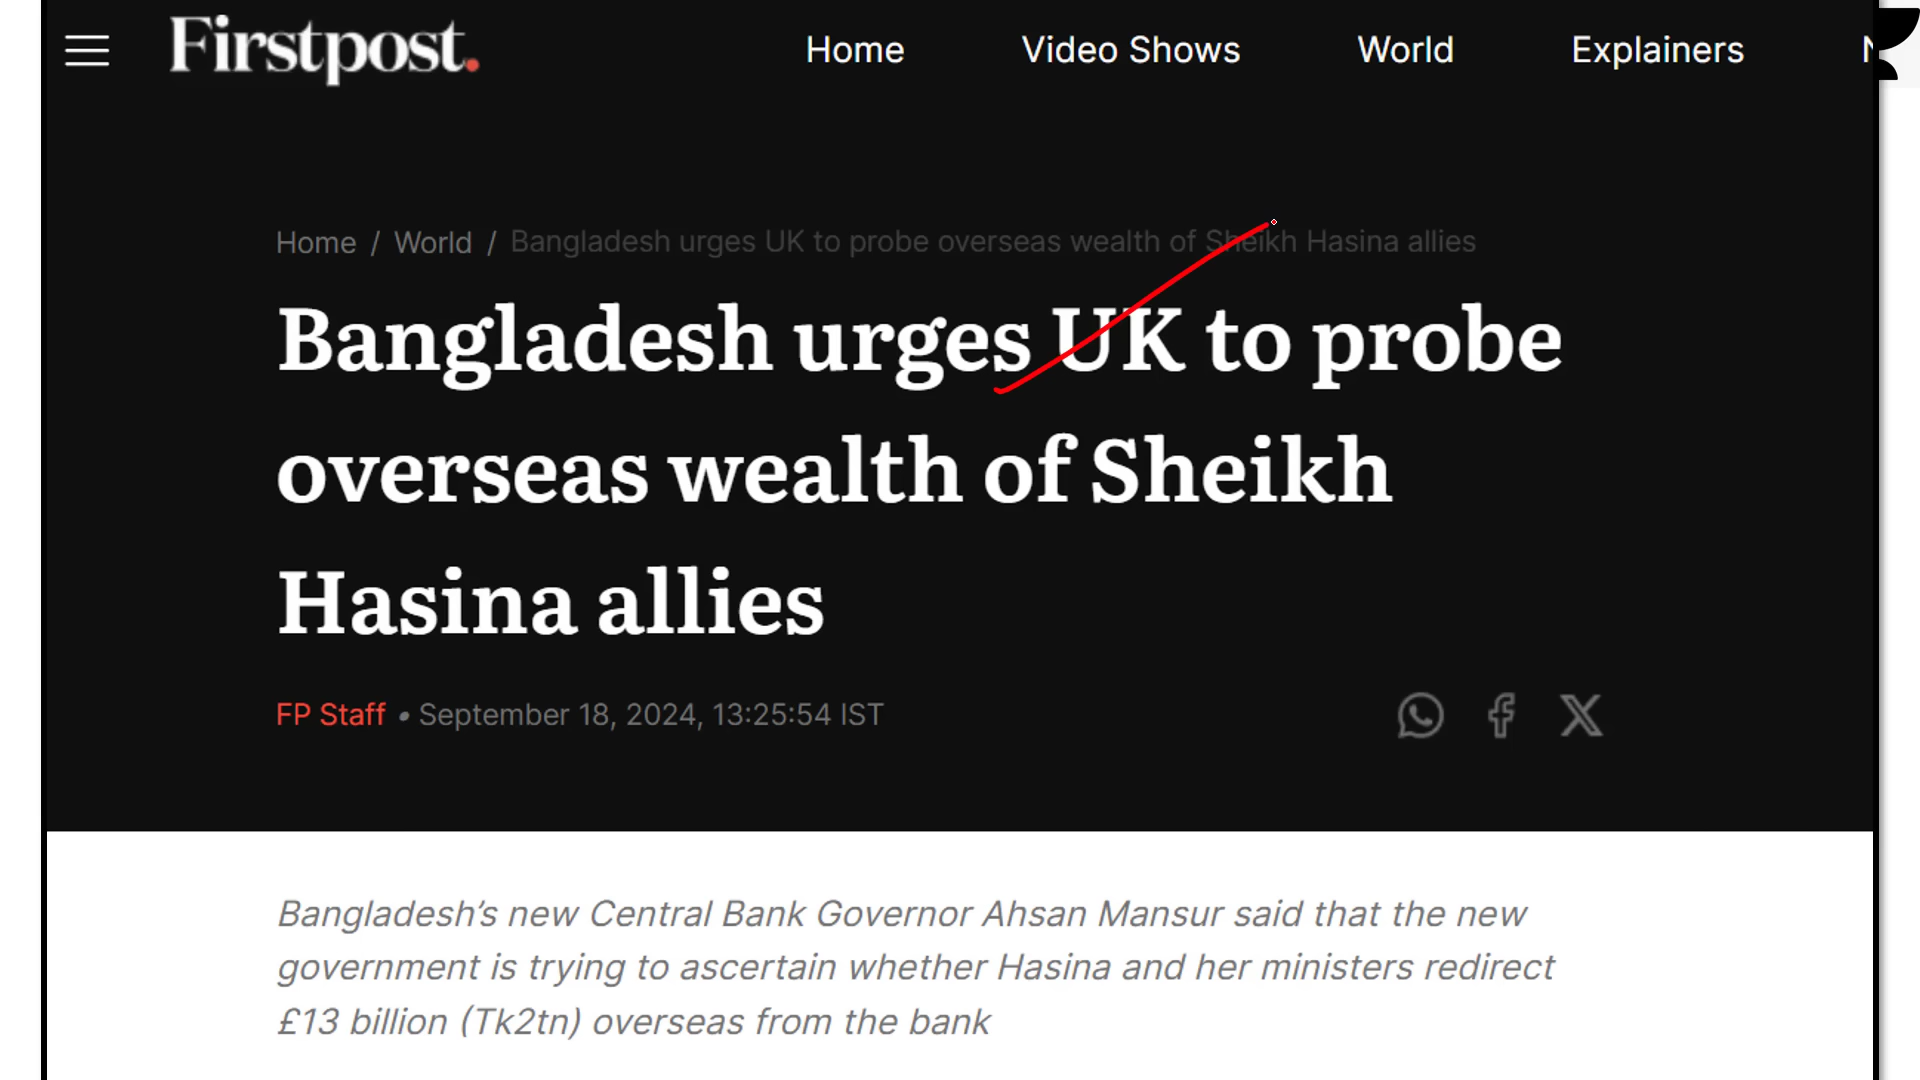 Firstpost.
Home Video Shows World Explainers
Home / World / Bangladesh urges UK to probe overseas wealth of Sheikh Hasina allies
Bangladesh urges UK to probe
overseas wealth of Sheikh
Hasina allies
FP Staff • September 18, 2024, 13:25:54 IST
Bangladesh’s new Central Bank Governor Ahsan Mansur said that the new
government is trying to ascertain whether Hasina and her ministers redirect
£13 billion (Tk2tn) overseas from the bank